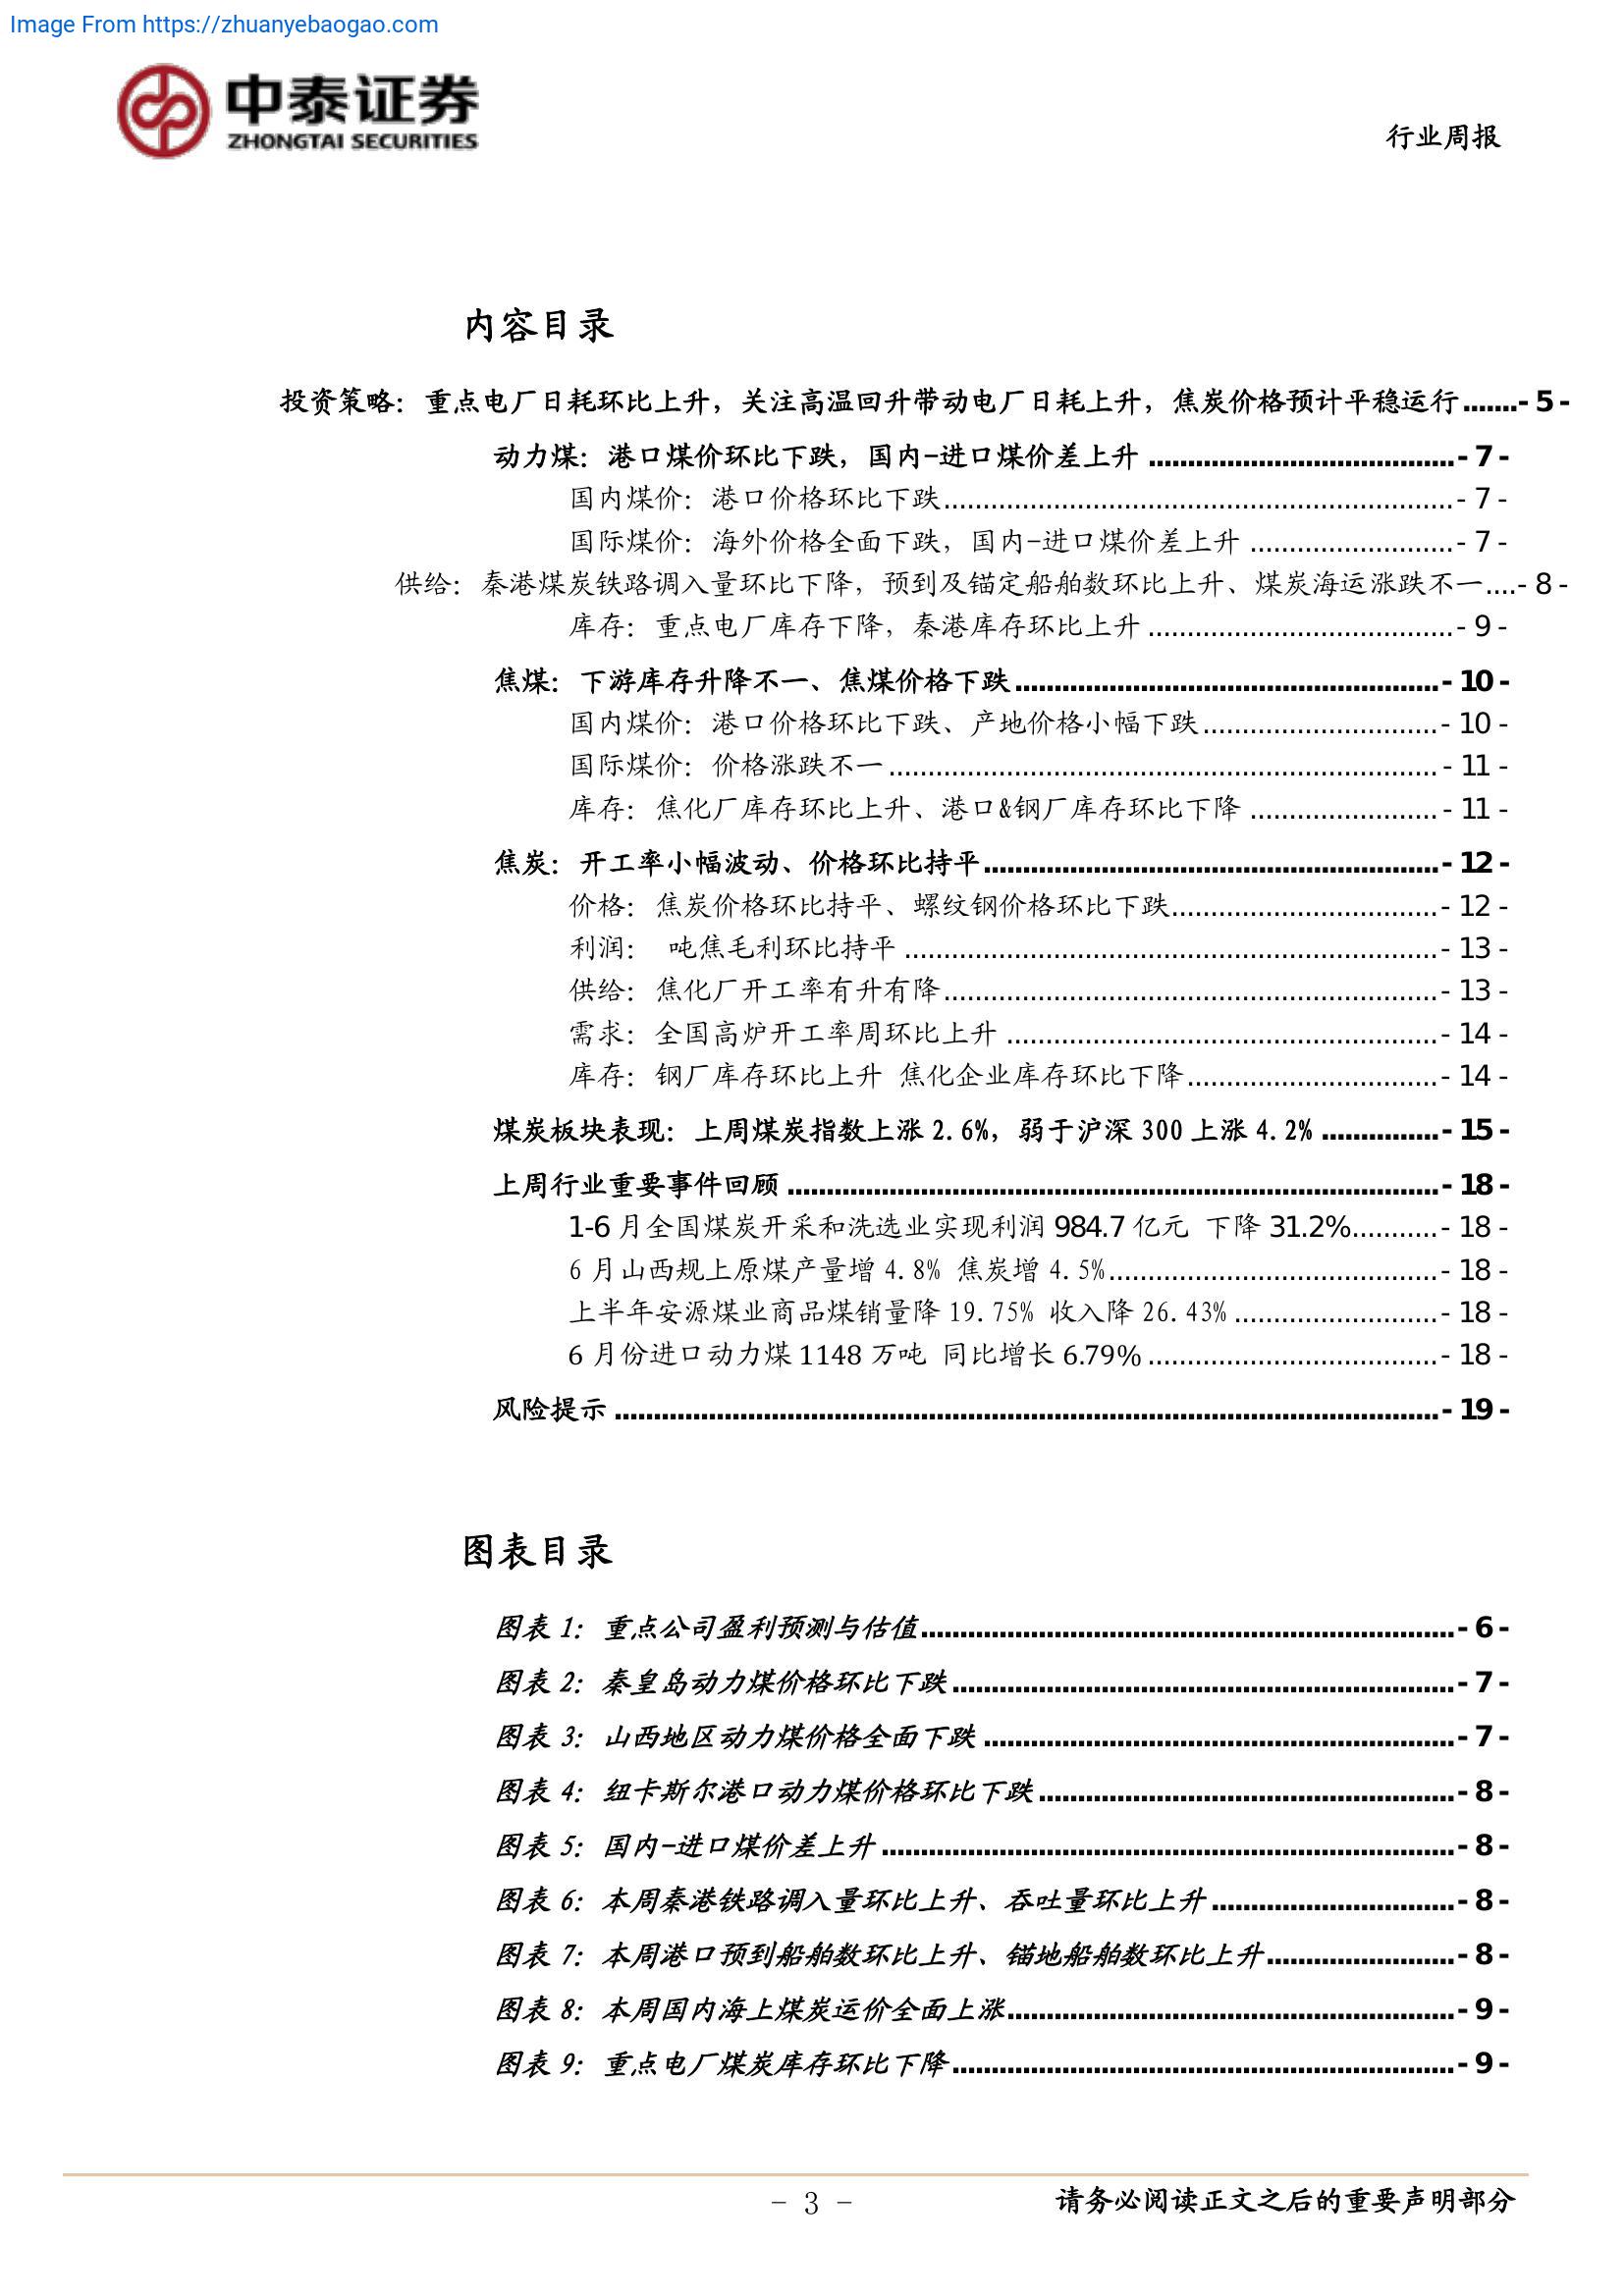 Image From https://zhuanyebaogao.com
中泰证券
ZHONGTAI SECURITIES
行业周报
内容目录
投资策略：重点电厂日耗环比上升，关注高温回升带动电厂日耗上升，焦炭价格预计平稳运行.......- 5 -
动力煤：港口煤价环比下跌，国内-进口煤价差上升 .......................................- 7 -
国内煤价：港口价格环比下跌.................................................................- 7 -
国际煤价：海外价格全面下跌，国内-进口煤价差上升 ..........................- 7 -
供给：秦港煤炭铁路调入量环比下降，预到及锚定船舶数环比上升、煤炭海运涨跌不一....- 8 -
库存：重点电厂库存下降，秦港库存环比上升 .......................................- 9 -
焦煤：下游库存升降不一、焦煤价格下跌......................................................- 10 -
国内煤价：港口价格环比下跌、产地价格小幅下跌..............................- 10 -
国际煤价：价格涨跌不一......................................................................- 11 -
库存：焦化厂库存环比上升、港口&钢厂库存环比下降 ........................- 11 -
焦炭：开工率小幅波动、价格环比持平..........................................................- 12 -
价格：焦炭价格环比持平、螺纹钢价格环比下跌..................................- 12 -
利润： 吨焦毛利环比持平 ....................................................................- 13 -
供给：焦化厂开工率有升有降...............................................................- 13 -
需求：全国高炉开工率周环比上升 .......................................................- 14 -
库存：钢厂库存环比上升 焦化企业库存环比下降................................- 14 -
煤炭板块表现：上周煤炭指数上涨 2.6%，弱于沪深 300 上涨 4.2% ...............- 15 -
上周行业重要事件回顾 ...................................................................................- 18 -
1-6 月全国煤炭开采和洗选业实现利润 984.7 亿元 下降 31.2%...........- 18 -
6 月山西规上原煤产量增 4.8% 焦炭增 4.5%..........................................- 18 -
上半年安源煤业商品煤销量降 19.75% 收入降 26.43% ..........................- 18 -
6 月份进口动力煤 1148 万吨 同比增长 6.79% .....................................- 18 -
风险提示 .........................................................................................................- 19 -
图表目录
图表 1：重点公司盈利预测与估值....................................................................- 6 -
图表 2：秦皇岛动力煤价格环比下跌 ................................................................- 7 -
图表 3：山西地区动力煤价格全面下跌 ............................................................- 7 -
图表 4：纽卡斯尔港口动力煤价格环比下跌 .....................................................- 8 -
图表 5：国内-进口煤价差上升 .........................................................................- 8 -
图表 6：本周秦港铁路调入量环比上升、吞吐量环比上升 ...............................- 8 -
图表 7：本周港口预到船舶数环比上升、锚地船舶数环比上升........................- 8 -
图表 8：本周国内海上煤炭运价全面上涨.........................................................- 9 -
图表 9：重点电厂煤炭库存环比下降 ................................................................- 9 -
- 3 -
请务必阅读正文之后的重要声明部分